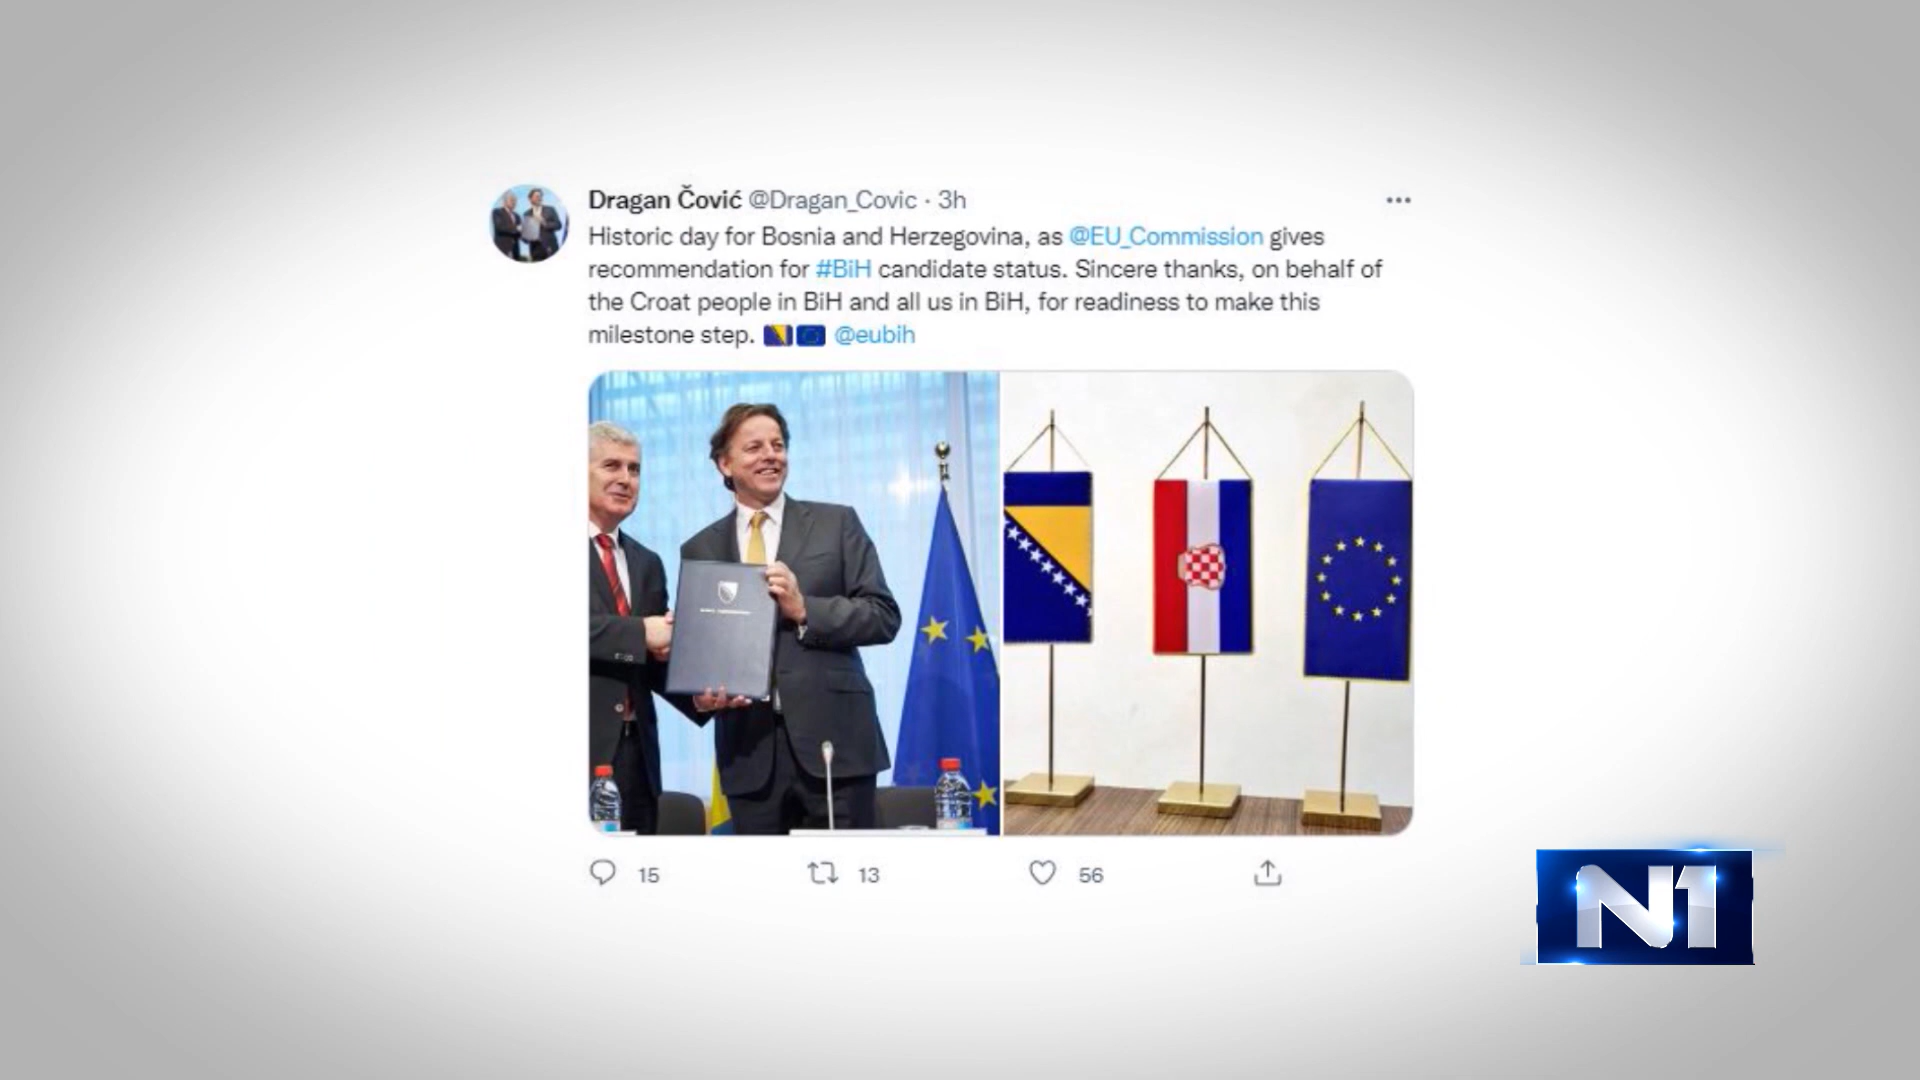 Dragan Čović @Dragan_Covic · 3h
Historic day for Bosnia and Herzegovina, as @EU_Commission gives
recommendation for #BiH candidate status. Sincere thanks, on behalf of
the Croat people in BiH and all us in BiH, for readiness to make this
milestone step. @eubih
15 13 56
N1